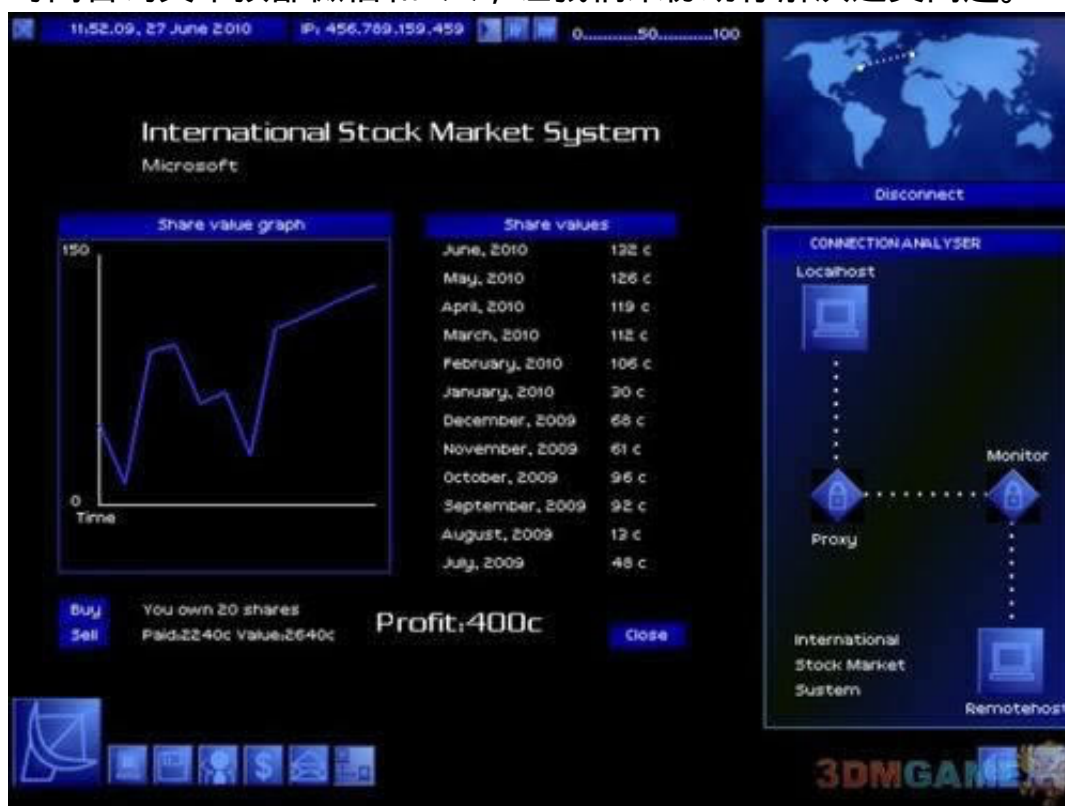 11:52.09, 27 June 2010
IP: 456.789.159.459
0............50............100
International Stock Market System
Microsoft
Disconnect
Share value graph
150
0
Time
Share values
June, 2010 132 c
May, 2010 126 c
April, 2010 119 c
March, 2010 112 c
February, 2010 106 c
January, 2010 30 c
December, 2009 68 c
November, 2009 61 c
October, 2009 96 c
September, 2009 92 c
August, 2009 13 c
July, 2009 48 c
CONNECTION ANALYSER
Localhost
Monitor
Proxy
International
Stock Market
System
Remotehost
Buy
You own 20 shares
Sell
Paid:2240c Value:2640c
Profit:400c
Close
3DMGAME